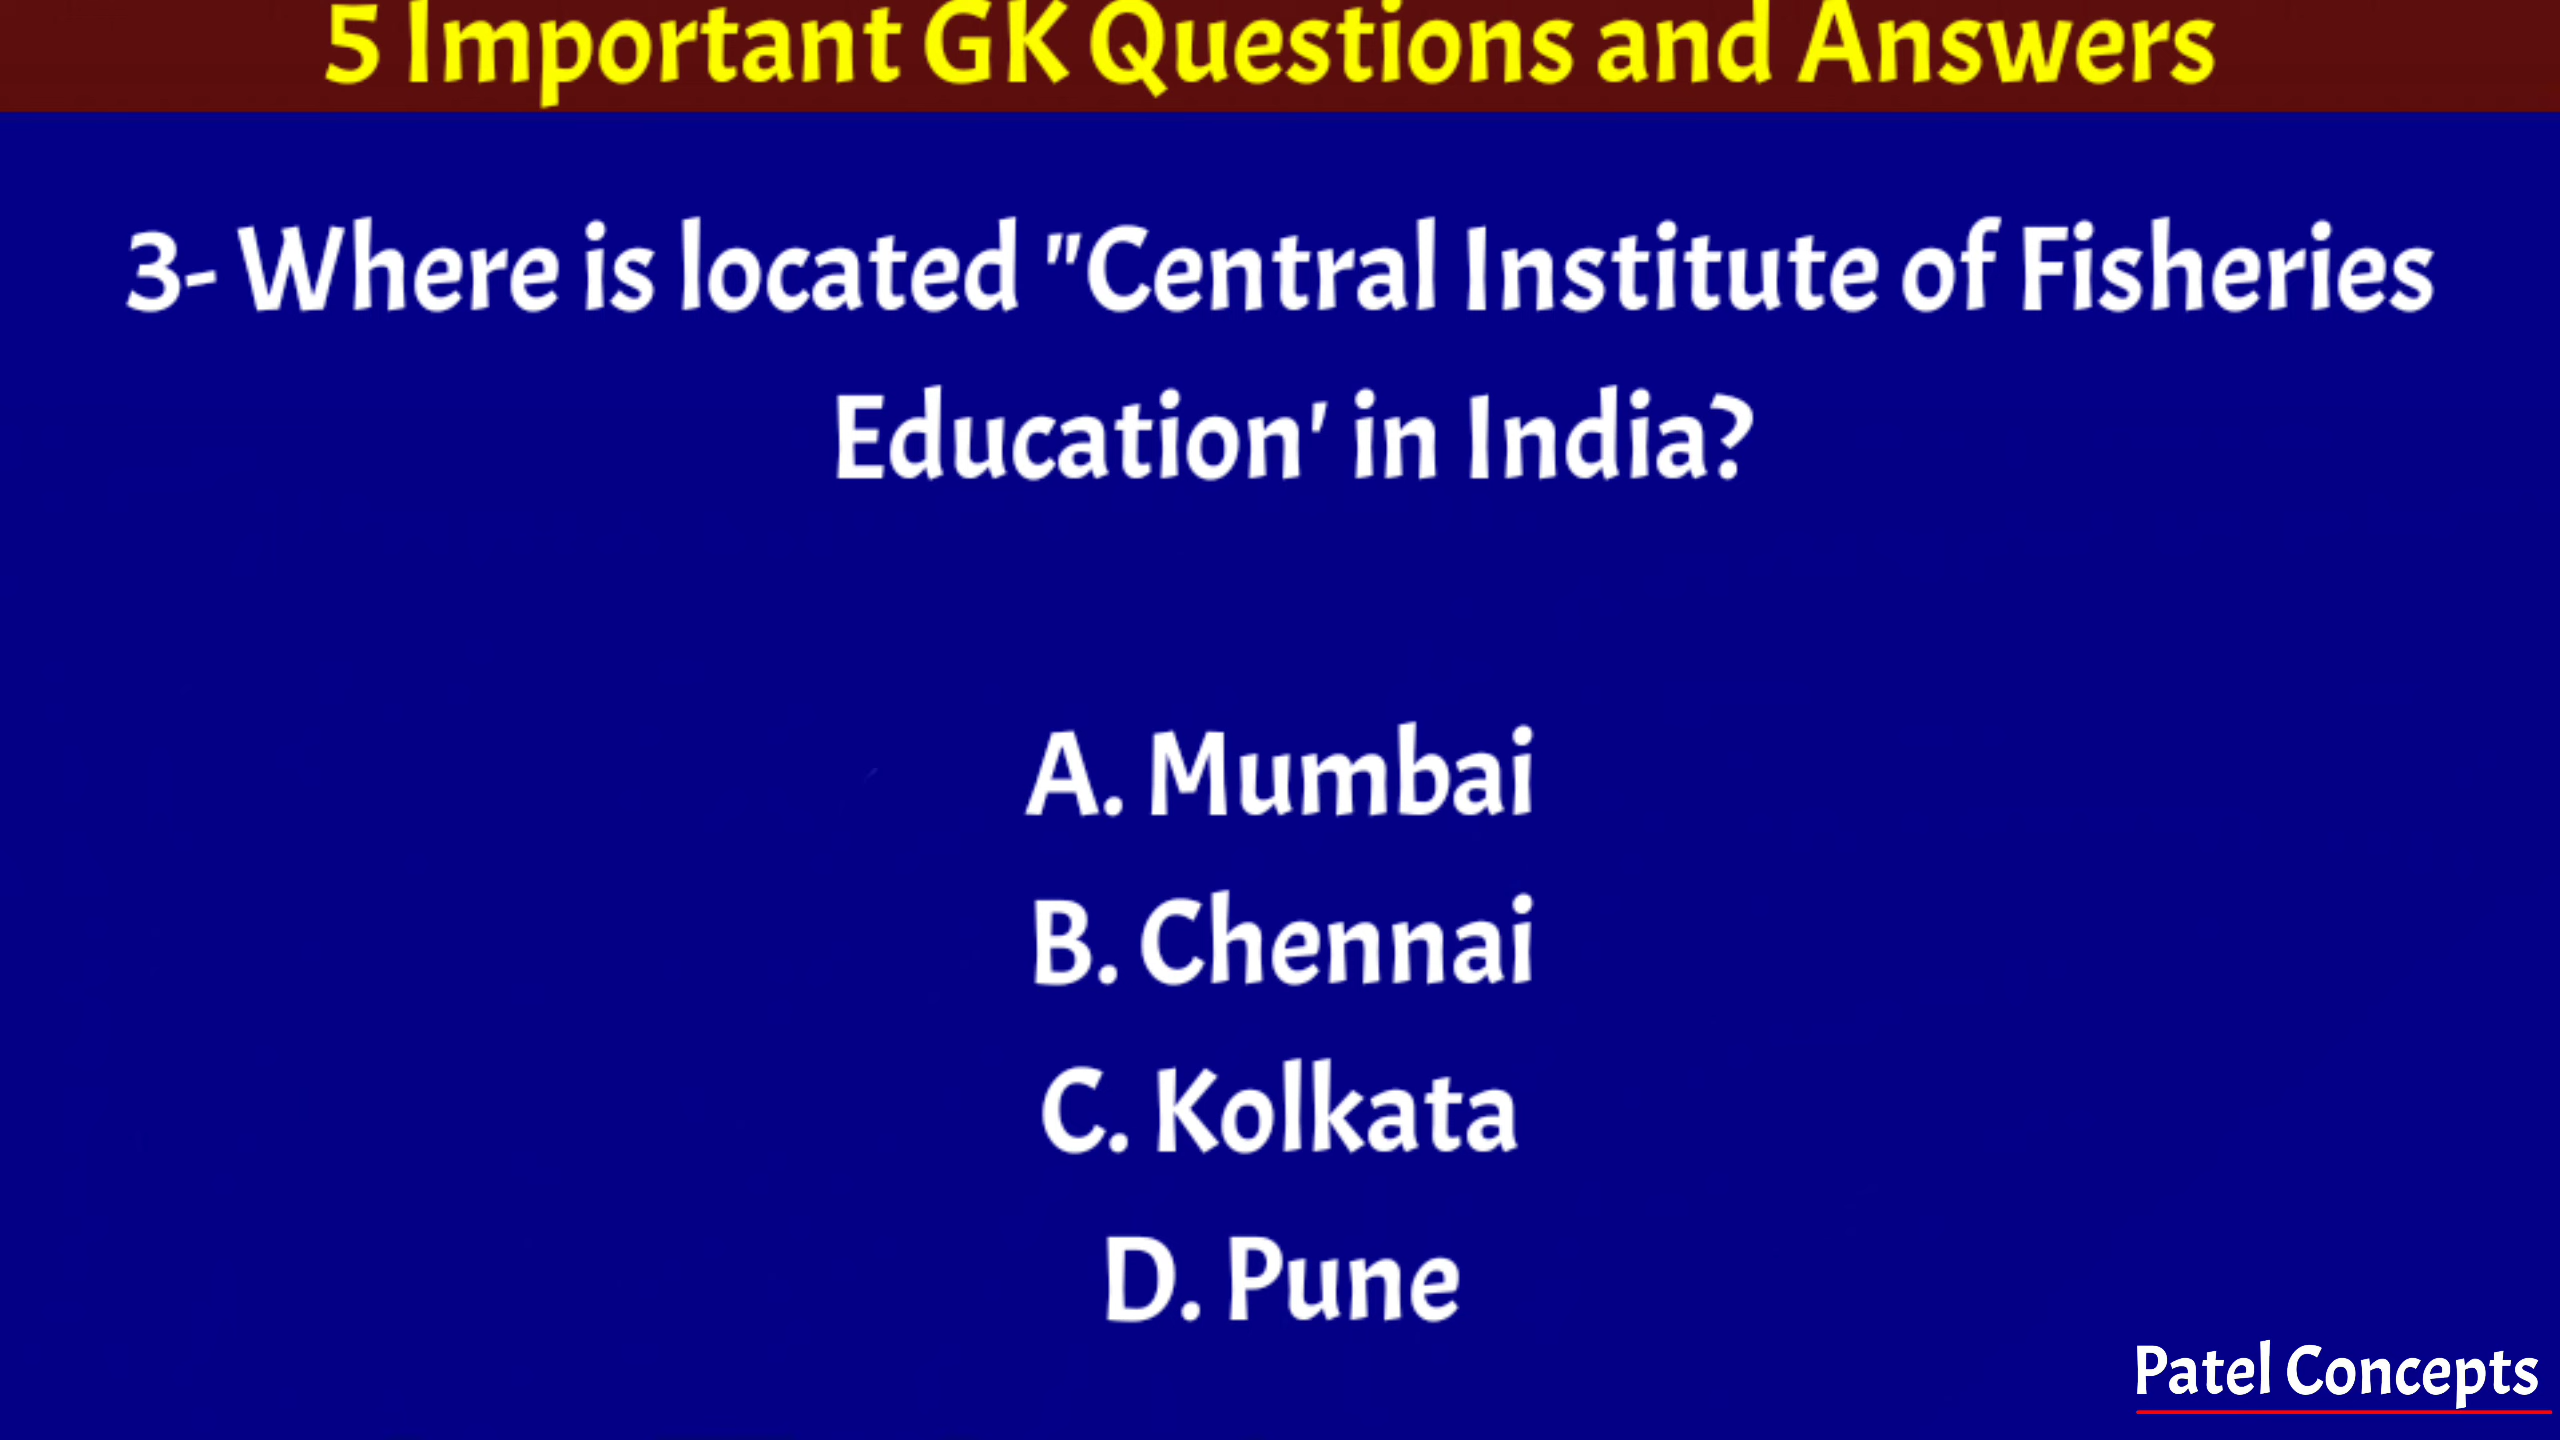 5 Important GK Questions and Answers
3- Where is located "Central Institute of Fisheries
Education' in India?
A. Mumbai
B. Chennai
C. Kolkata
D. Pune
Patel Concepts